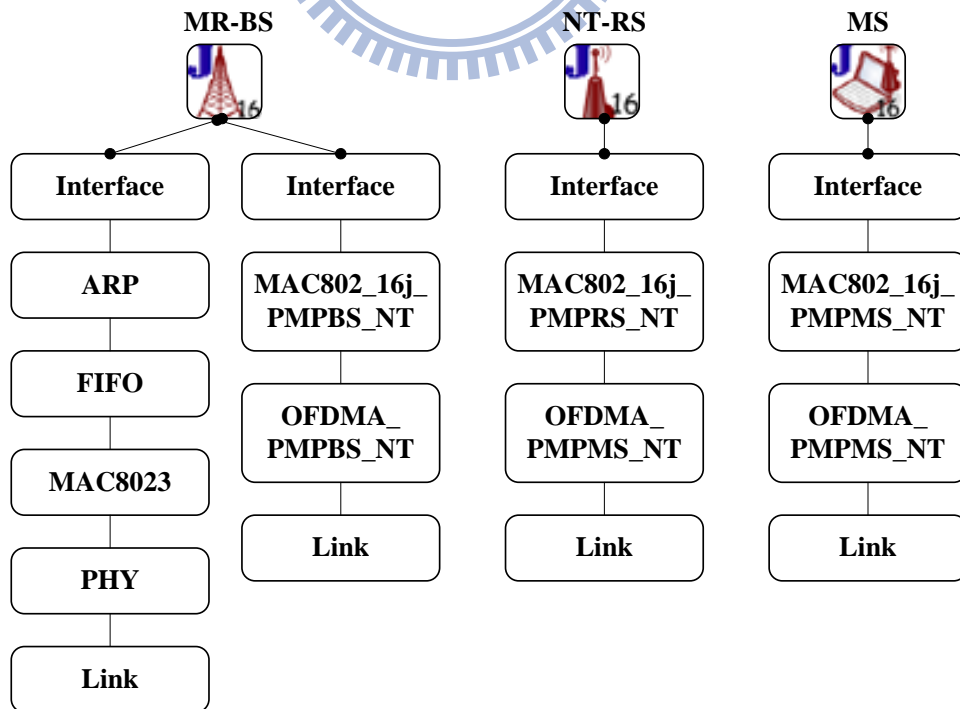 MR-BS
NT-RS
MS
J
16
J
16
J
16
Interface
Interface
Interface
Interface
ARP
MAC802_16j_
PMPBS_NT
MAC802_16j_
PMPRS_NT
MAC802_16j_
PMPMS_NT
FIFO
OFDMA_
PMPBS_NT
OFDMA_
PMPMS_NT
OFDMA_
PMPMS_NT
MAC8023
Link
Link
Link
PHY
Link